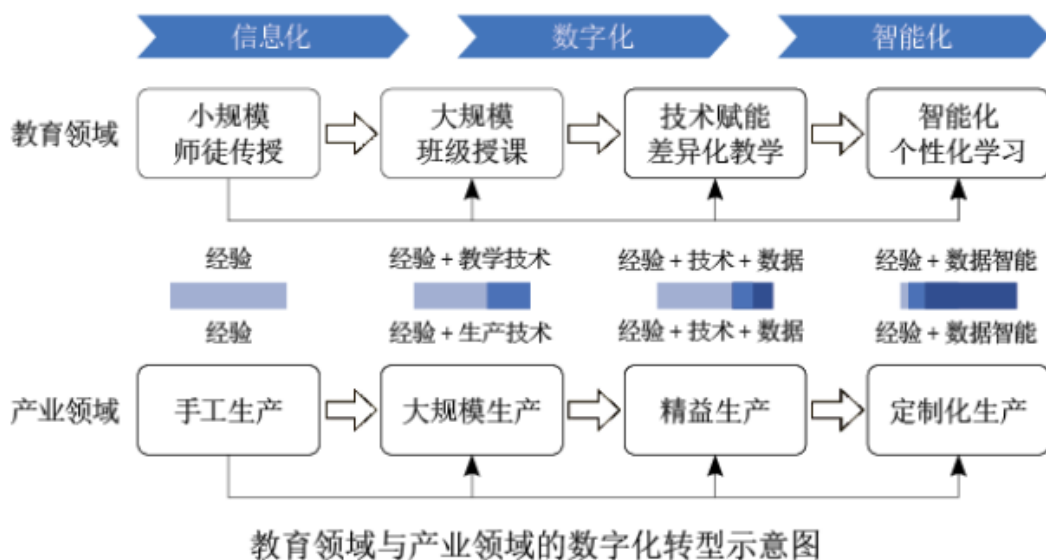 信息化 数字化 智能化
教育领域
小规模
师徒传授
大规模
班级授课
技术赋能
差异化教学
智能化
个性化学习
经验 经验+教学技术 经验+技术+数据 经验+数据智能
经验 经验+生产技术 经验+技术+数据 经验+数据智能
产业领域 手工生产 大规模生产 精益生产 定制化生产
教育领域与产业领域的数字化转型示意图